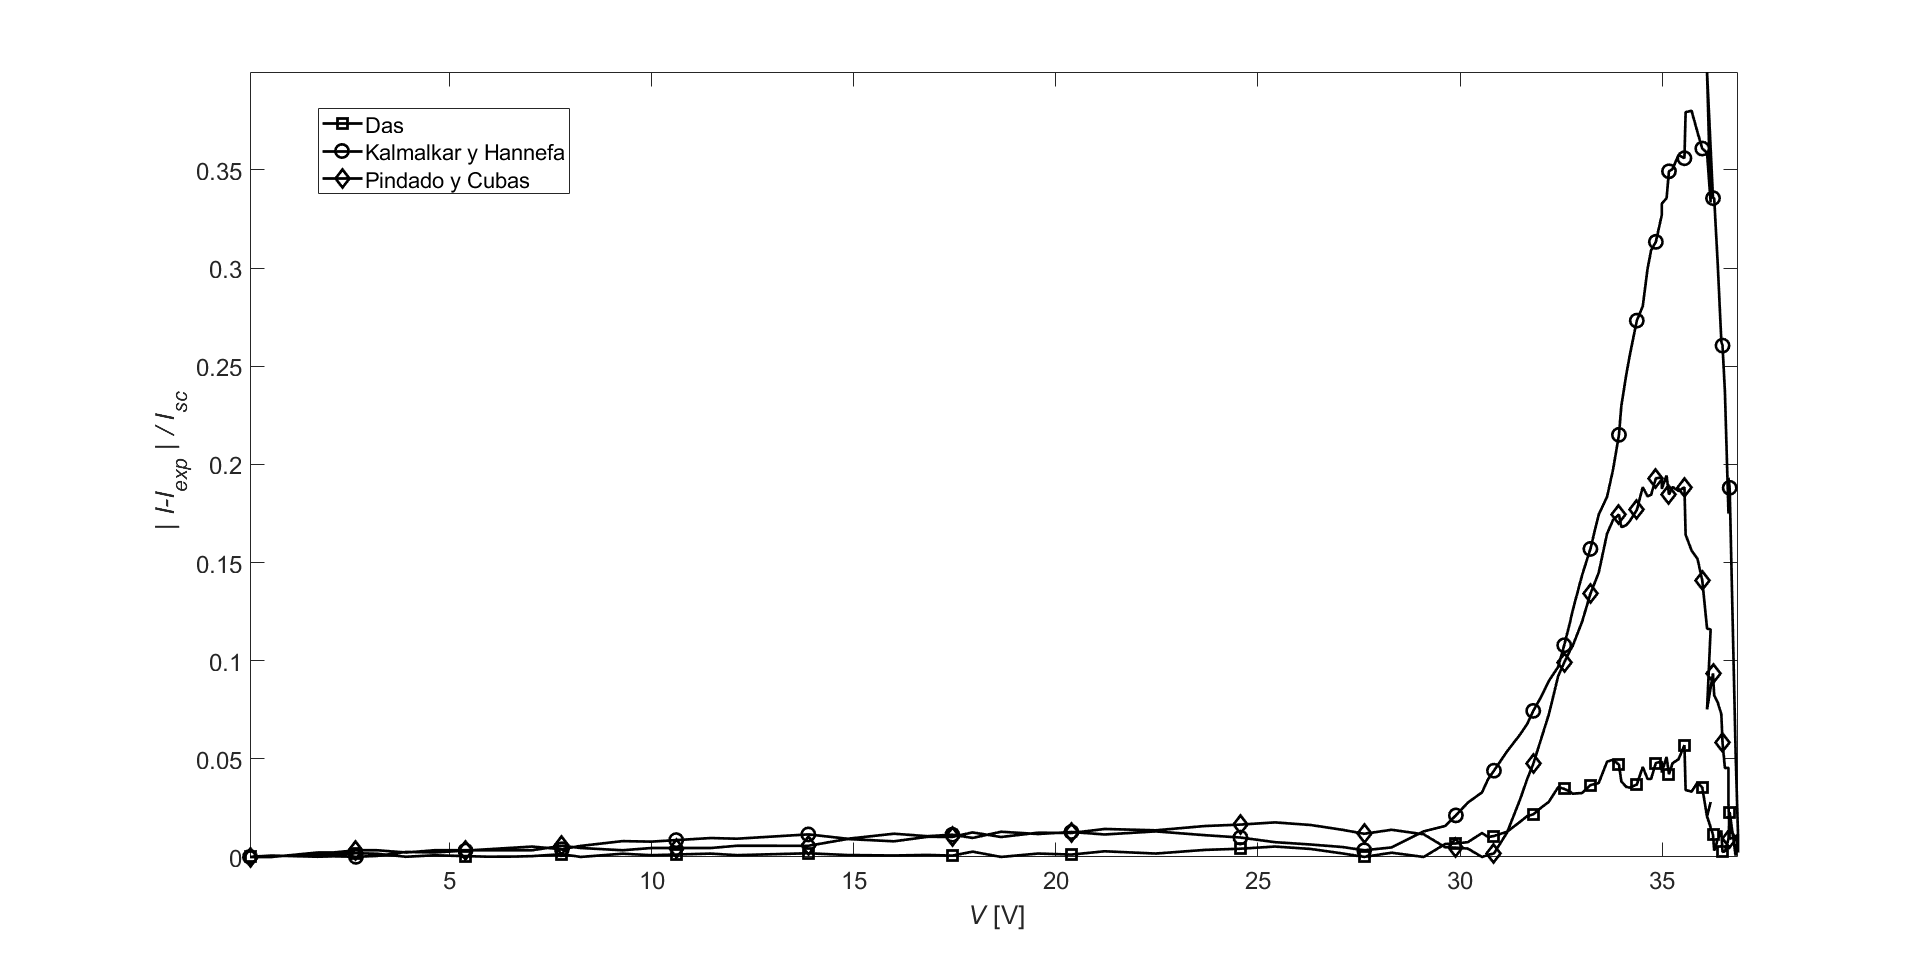 Das
Kalmalkar y Hannefa
Pindado y Cubas
0.35
0.3
0.25
0.2
0.15
0.1
0.05
0
| I-I_exp | / I_sc
5 10 15 20 25 30 35
V [V]